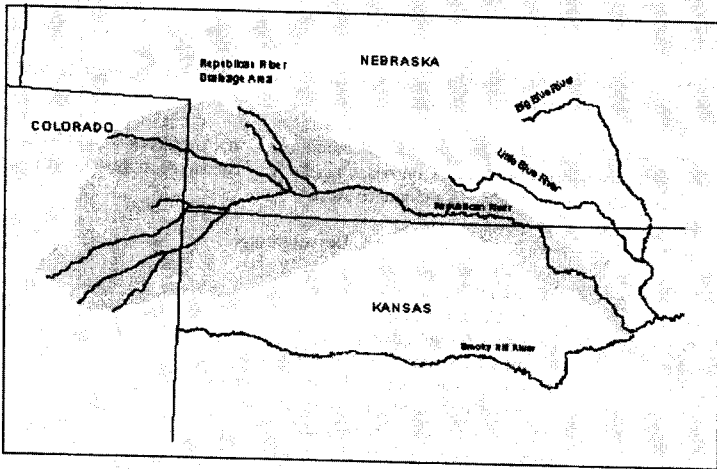 Republican River
Drainage Area
NEBRASKA
Big Blue River
COLORADO
Little Blue River
Republican River
KANSAS
Smoky Hill River